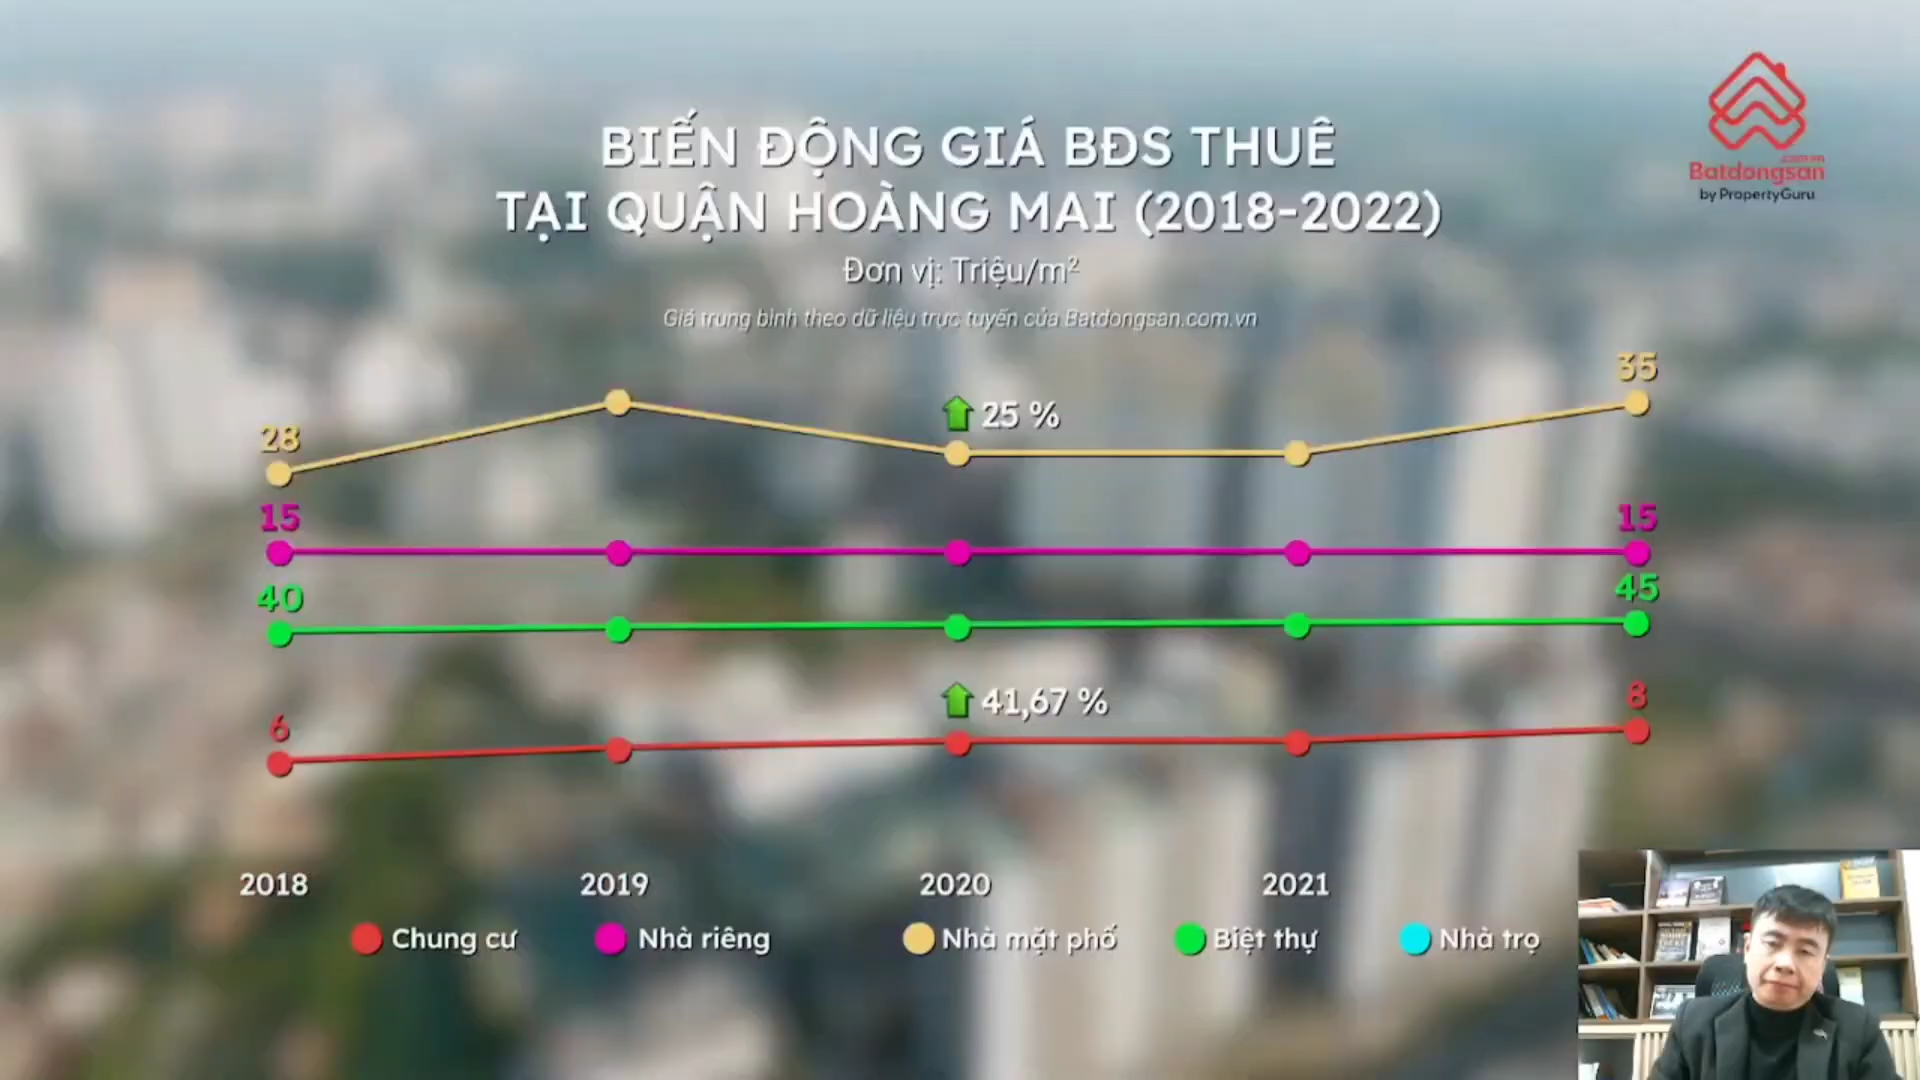 BIẾN ĐỘNG GIÁ BĐS THUÊ
TẠI QUẬN HOÀNG MAI (2018-2022)
Đơn vị: Triệu/m²
Giá trung bình theo dữ liệu trực tuyến của Batdongsan.com.vn
.com.vn
Batdongsan
by PropertyGuru
35
28
25 %
15
15
40
45
41,67 %
6
8
2018
2019
2020
2021
Chung cư
Nhà riêng
Nhà mặt phố
Biệt thự
Nhà trọ